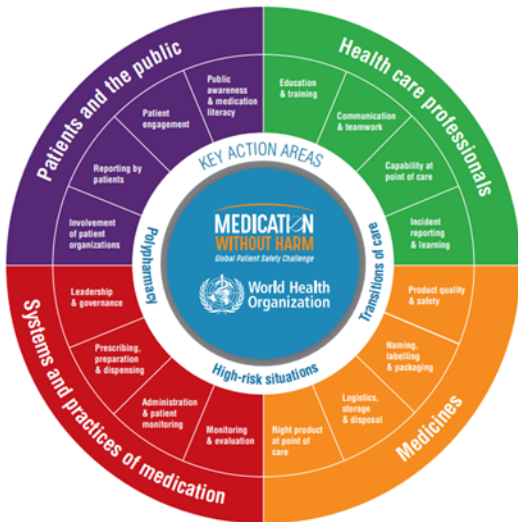 Patients and the public
Public
awareness
& medication
literacy
Patient
engagement
Reporting by
patients
Involvement
of patient
organizations
Health care professionals
Education
& training
Communication
& teamwork
Capability at
point of care
Incident
reporting
& learning
KEY ACTION AREAS
Polypharmacy
Transitions of care
High-risk situations
MEDICATION
WITHOUT HARM
Global Patient Safety Challenge
World Health
Organization
Systems and practices of medication
Leadership
& governance
Prescribing,
preparation
& dispensing
Administration
& patient
monitoring
Monitoring
& evaluation
Medicines
Product quality
& safety
Naming,
labelling
& packaging
Logistics,
storage
& disposal
Right product
at point of
care